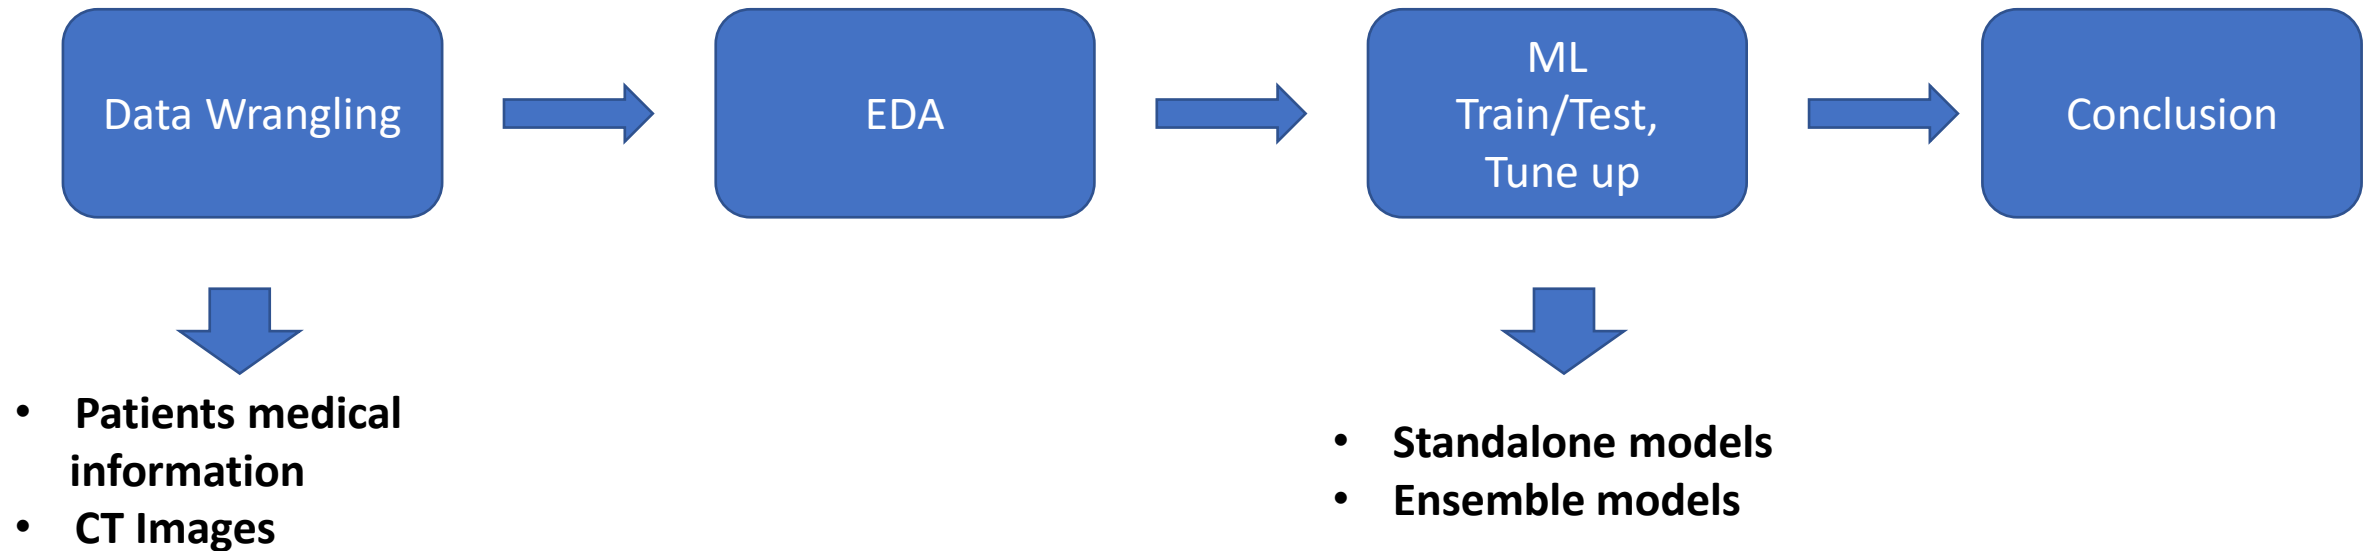 Data Wrangling
EDA
ML
Train/Test,
Tune up
Conclusion
• Patients medical
information
• CT Images
• Standalone models
• Ensemble models